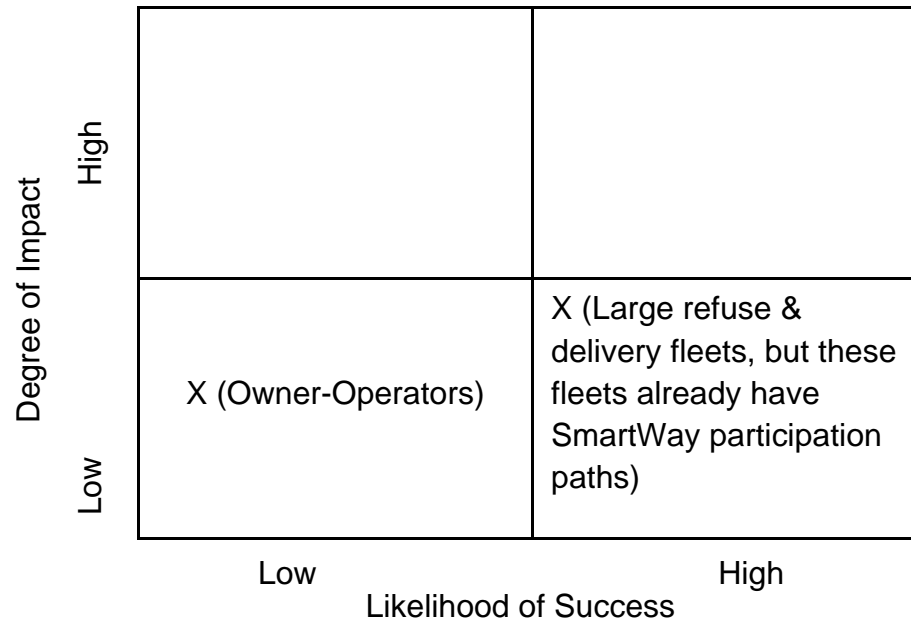 Degree of Impact
High
Low
X (Owner-Operators)
X (Large refuse &
delivery fleets, but these
fleets already have
SmartWay participation
paths)
Low
High
Likelihood of Success